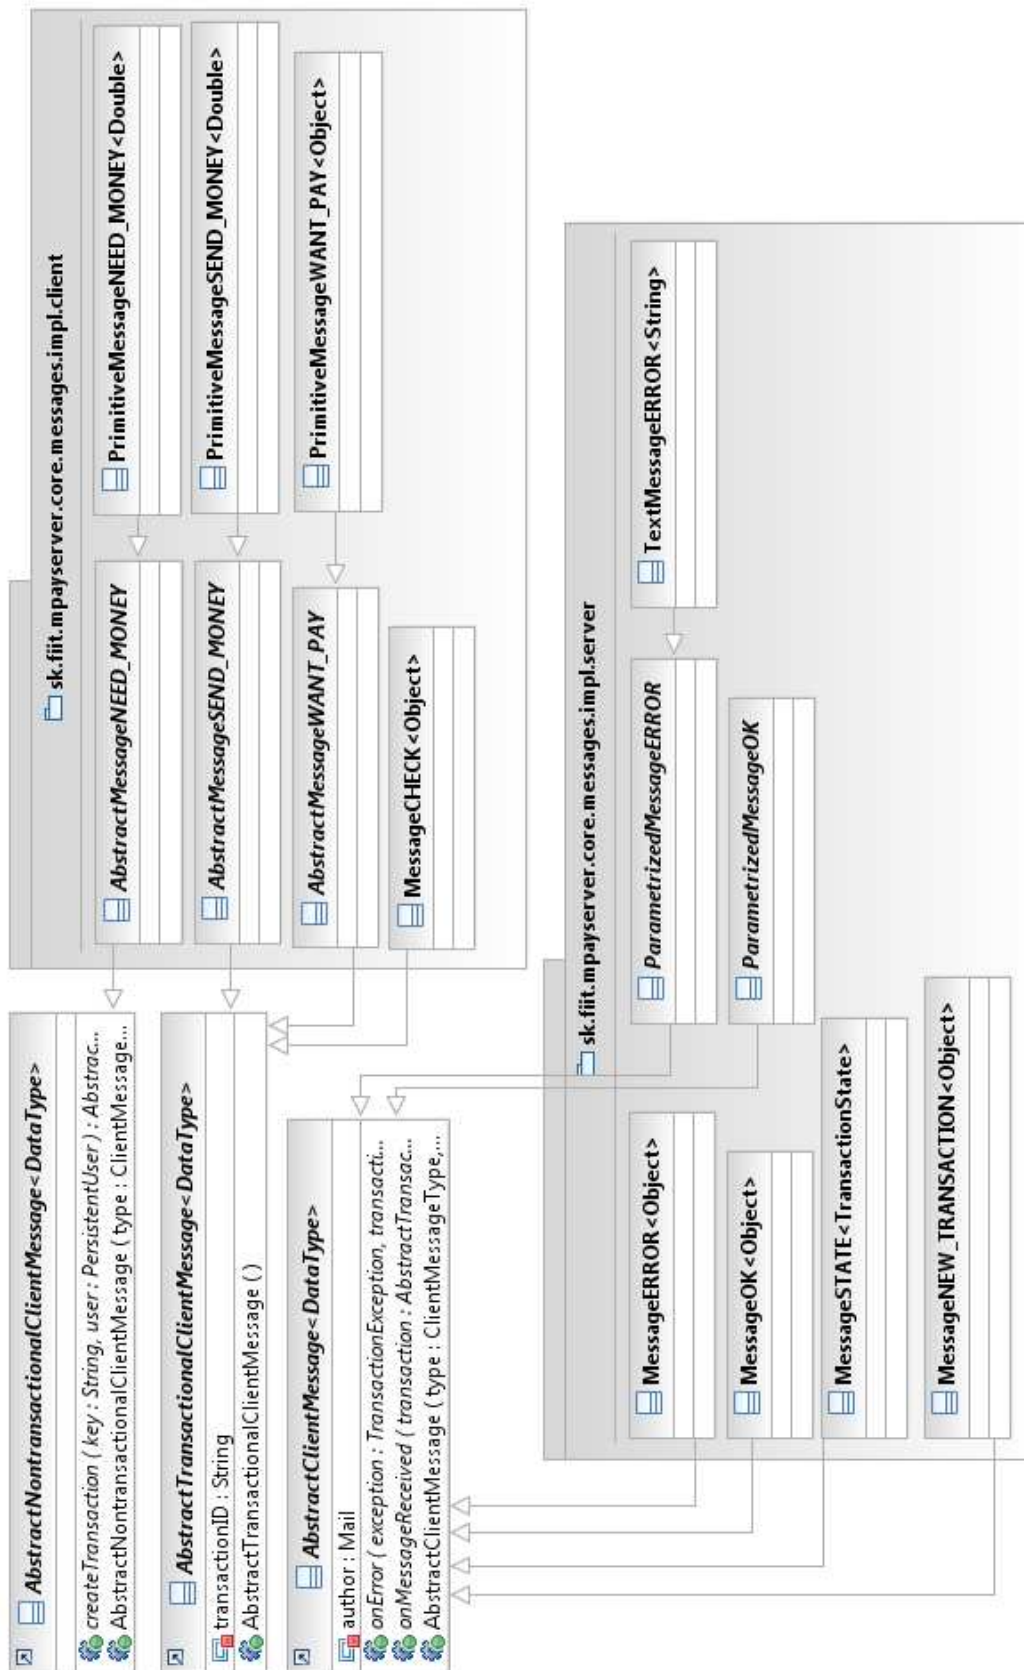 AbstractNontransactionalClientMessage<DataType>
createTransaction ( key : String, user : PersistentUser ) : Abstrac...
AbstractNontransactionalClientMessage ( type : ClientMessage...
AbstractTransactionalClientMessage<DataType>
transactionID : String
AbstractTransactionalClientMessage ( )
AbstractClientMessage<DataType>
author : Mail
onError ( exception : TransactionException, transacti...
onMessageReceived ( transaction : AbstractTransac...
AbstractClientMessage ( type : ClientMessageType,...
sk.fiit.mpayserver.core.messages.impl.client
AbstractMessageNEED_MONEY
PrimitiveMessageNEED_MONEY<Double>
AbstractMessageSEND_MONEY
PrimitiveMessageSEND_MONEY<Double>
AbstractMessageWANT_PAY
PrimitiveMessageWANT_PAY<Object>
MessageCHECK<Object>
sk.fiit.mpayserver.core.messages.impl.server
MessageERROR<Object>
ParametrizedMessageERROR
TextMessageERROR<String>
MessageOK<Object>
ParametrizedMessageOK
MessageSTATE<TransactionState>
MessageNEW_TRANSACTION<Object>